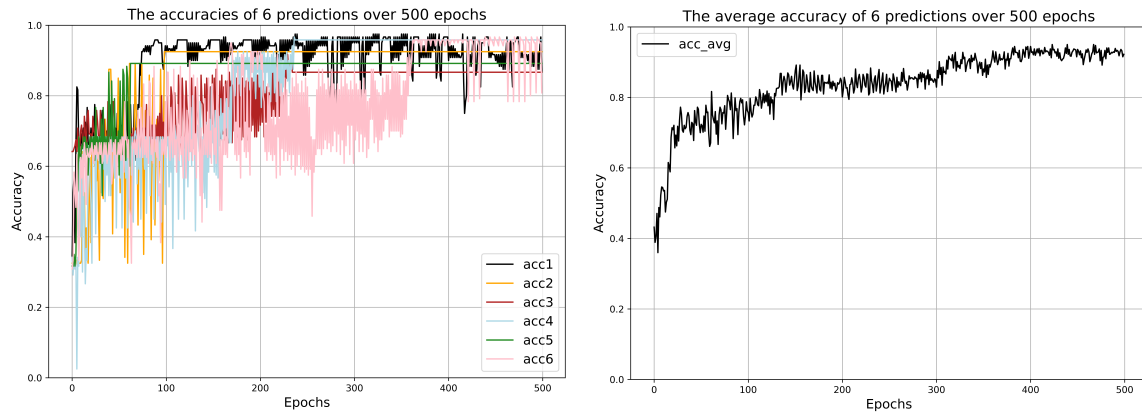 The accuracies of 6 predictions over 500 epochs
1.0
0.8
0.6
0.4
0.2
0.0
Accuracy
0
100
200
300
400
500
Epochs
acc1
acc2
acc3
acc4
acc5
acc6
The average accuracy of 6 predictions over 500 epochs
acc_avg
1.0
0.8
0.6
0.4
0.2
0.0
Accuracy
0
100
200
300
400
500
Epochs